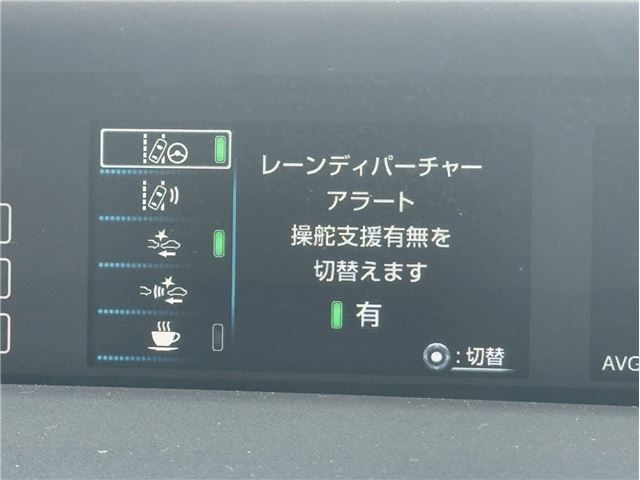 レーンディパーチャー
アラート
操舵支援有無を
切替えます
有
:切替
AVG